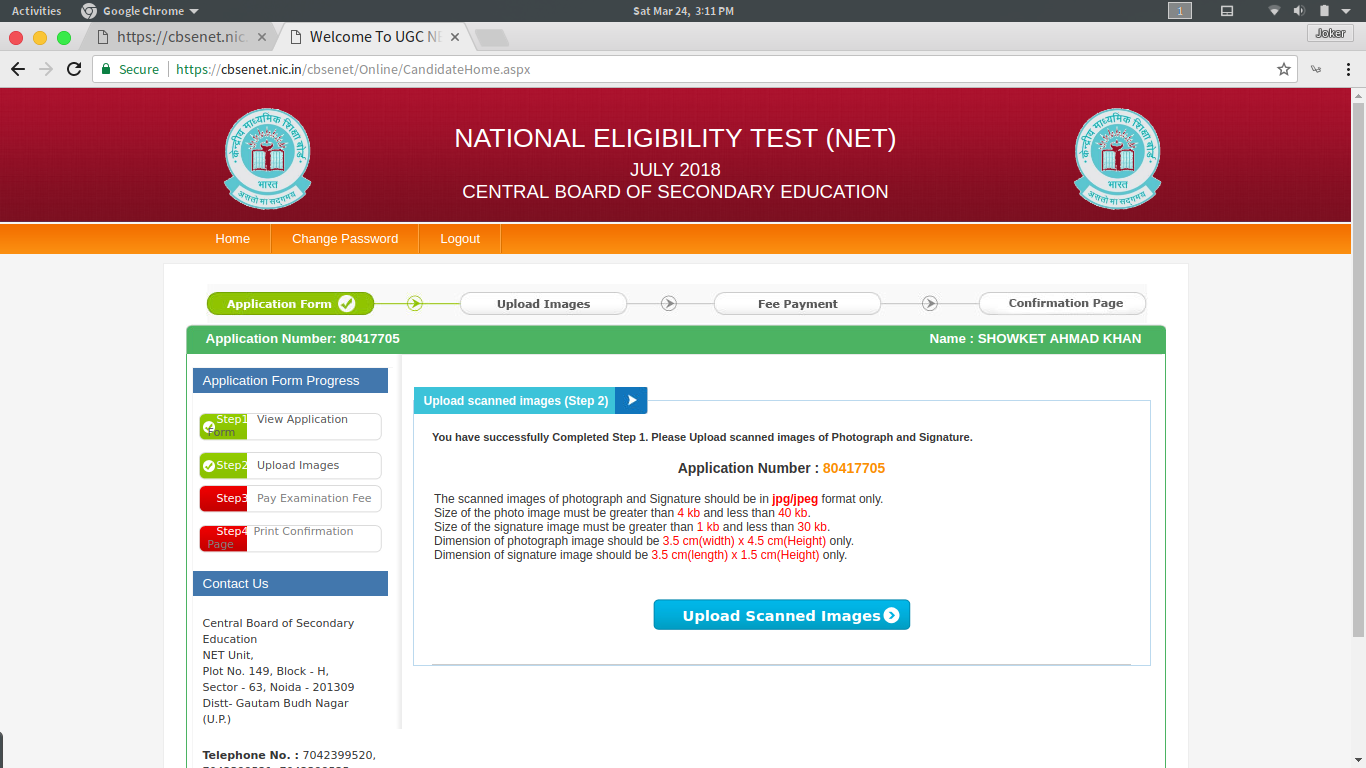 Activities
Google Chrome
Sat Mar 24, 3:11 PM
1
https://cbsenet.nic.
Welcome To UGC NE
Joker
Secure
https://cbsenet.nic.in/cbsenet/Online/CandidateHome.aspx
केन्द्रीय माध्यमिक शिक्षा बोर्ड
भारत
असतो मा सद्गमय
NATIONAL ELIGIBILITY TEST (NET)
JULY 2018
CENTRAL BOARD OF SECONDARY EDUCATION
केन्द्रीय माध्यमिक शिक्षा बोर्ड
भारत
असतो मा सद्गमय
Home
Change Password
Logout
Application Form
Upload Images
Fee Payment
Confirmation Page
Application Number: 80417705
Name : SHOWKET AHMAD KHAN
Application Form Progress
Step1 View Application
Form
Step2 Upload Images
Step3 Pay Examination Fee
Step4 Print Confirmation
Page
Contact Us
Central Board of Secondary
Education
NET Unit,
Plot No. 149, Block - H,
Sector - 63, Noida - 201309
Distt- Gautam Budh Nagar
(U.P.)
Telephone No. : 7042399520,
Upload scanned images (Step 2)
You have successfully Completed Step 1. Please Upload scanned images of Photograph and Signature.
Application Number : 80417705
The scanned images of photograph and Signature should be in jpg/jpeg format only.
Size of the photo image must be greater than 4 kb and less than 40 kb.
Size of the signature image must be greater than 1 kb and less than 30 kb.
Dimension of photograph image should be 3.5 cm(width) x 4.5 cm(Height) only.
Dimension of signature image should be 3.5 cm(length) x 1.5 cm(Height) only.
Upload Scanned Images